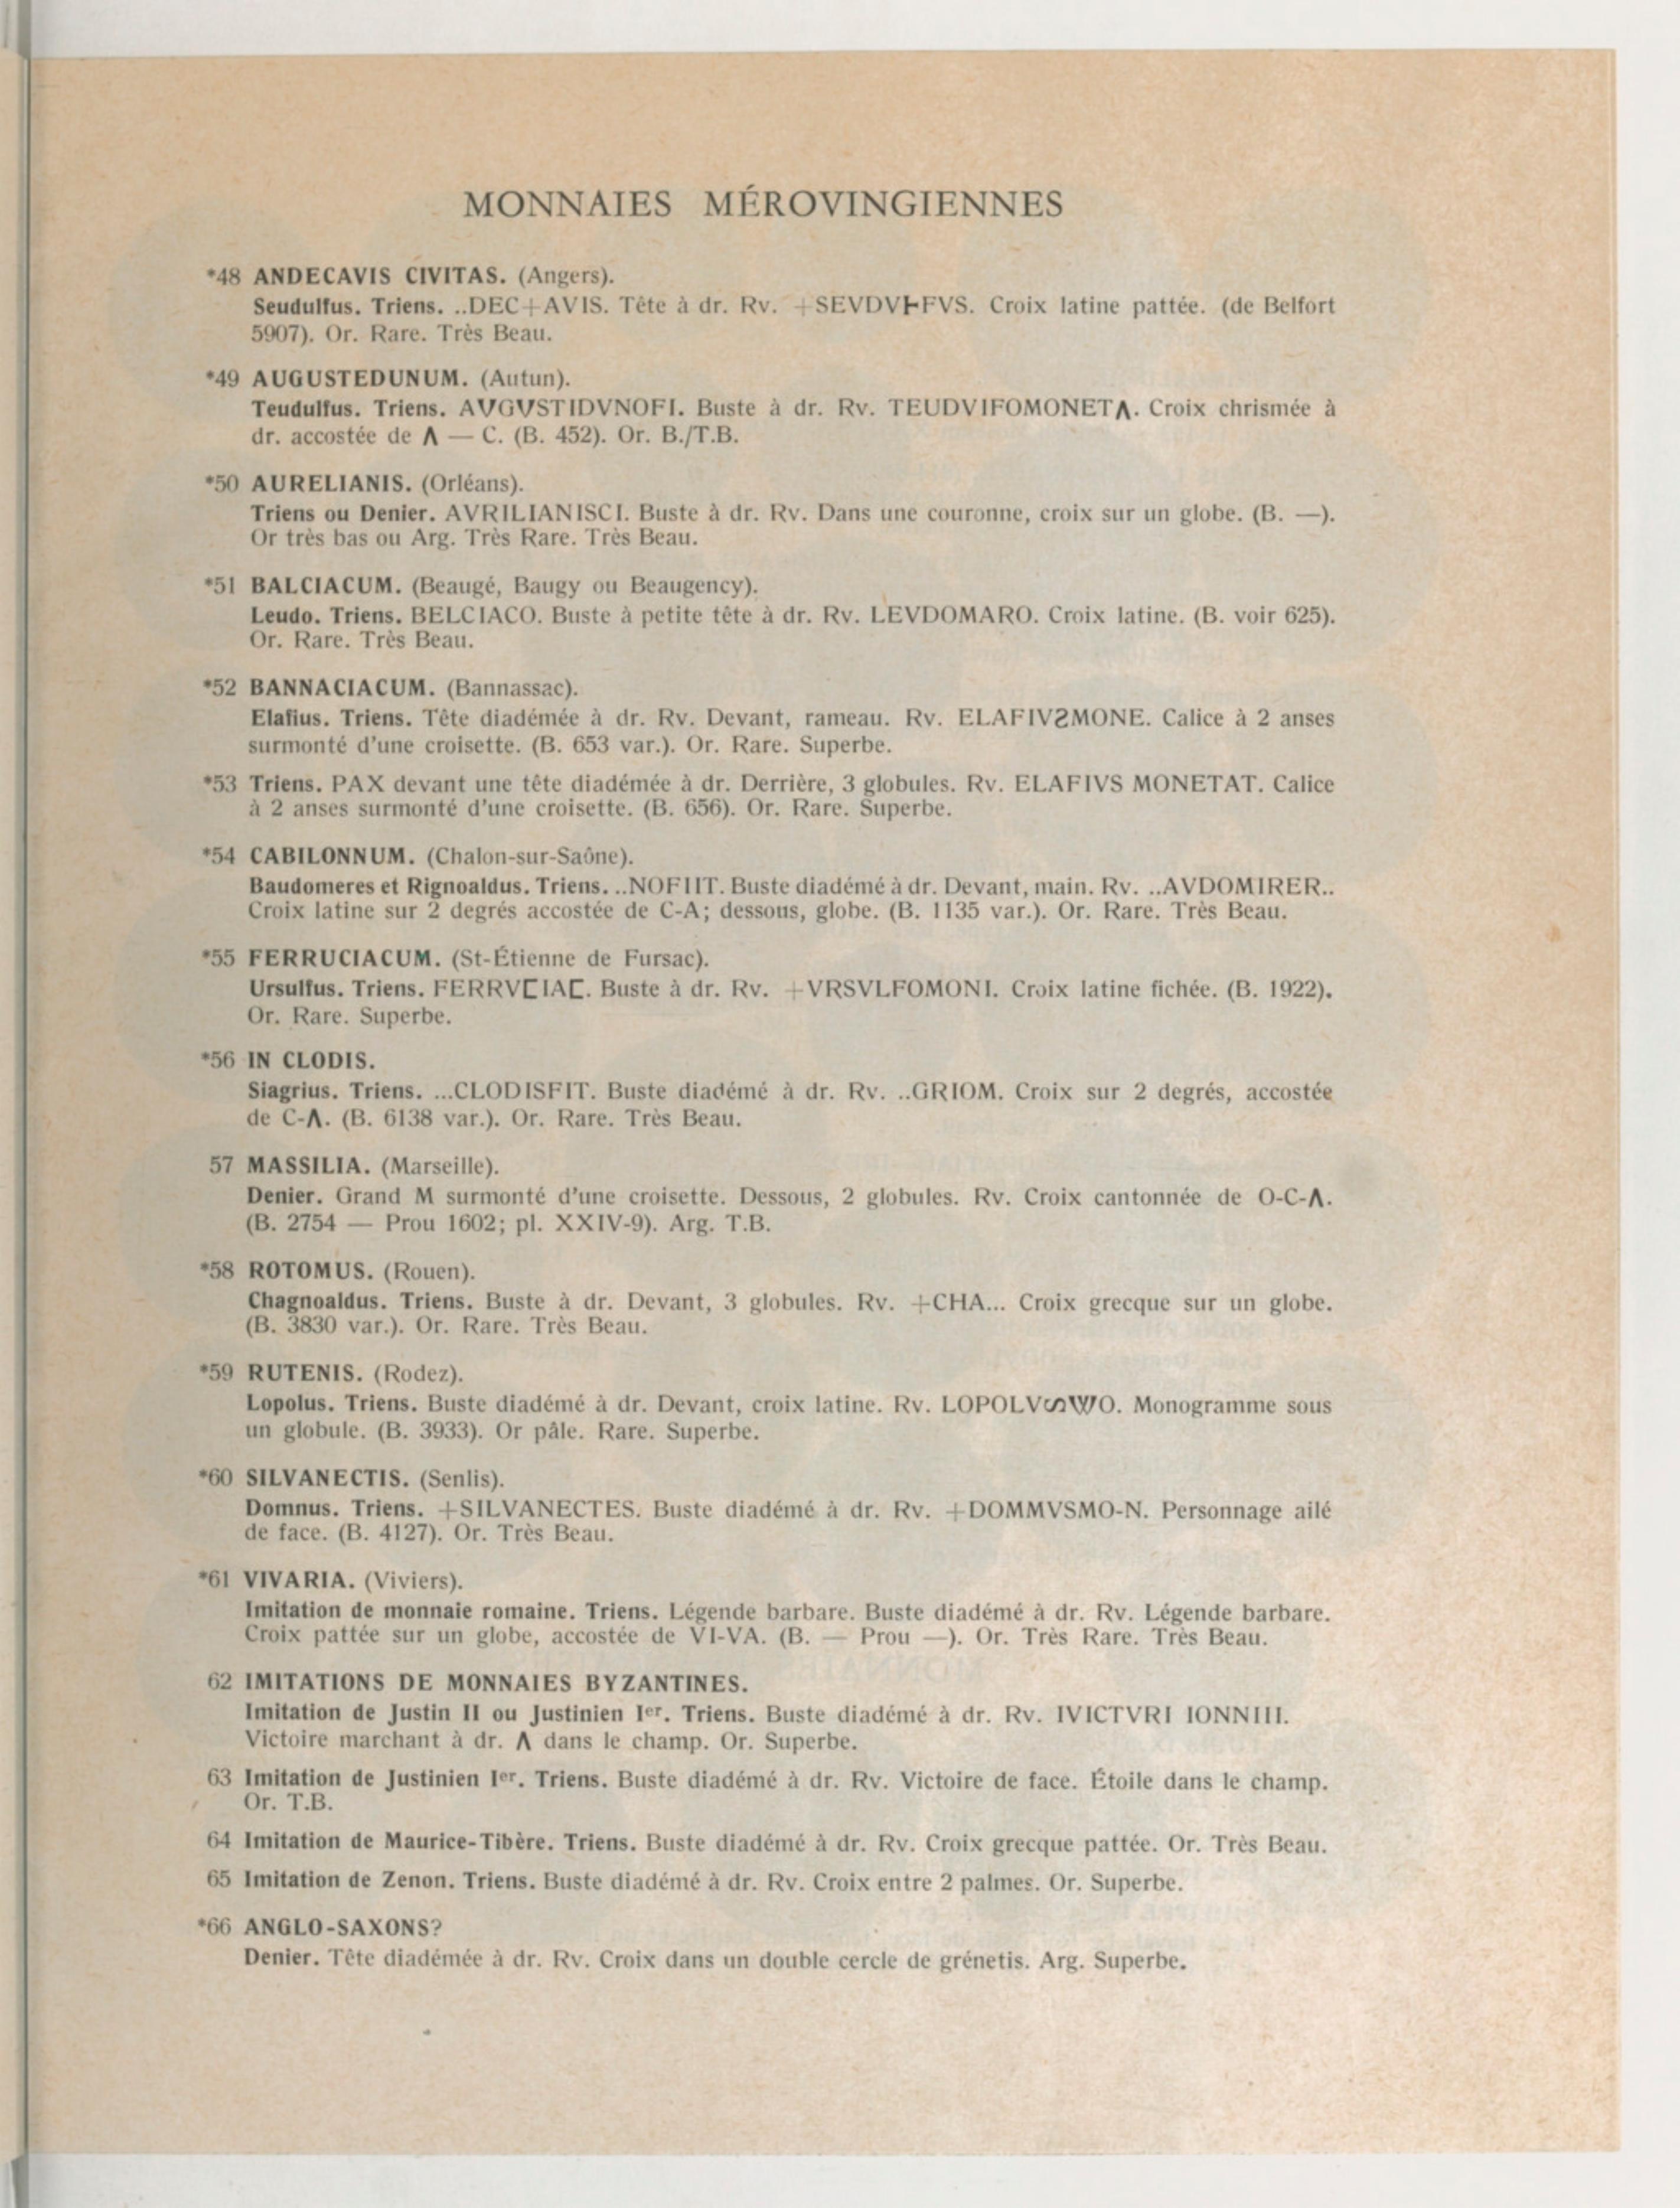 MONNAIES MÉROVINGIENNES
*48 ANDECAVIS CIVITAS. (Angers).
Seudulfus. Triens. ..DEC+AVIS. Tête à dr. Rv. +SEVDVⱵFVS. Croix latine pattée. (de Belfort
5907). Or. Rare. Très Beau.
*49 AUGUSTEDUNUM. (Autun).
Teudulfus. Triens. AVGVSTIDVNOFI. Buste à dr. Rv. TEUDVIFOMONETΛ. Croix chrismée à
dr. accostée de Λ — C. (B. 452). Or. B./T.B.
*50 AURELIANIS. (Orléans).
Triens ou Denier. AVRILIANISCI. Buste à dr. Rv. Dans une couronne, croix sur un globe. (B. —).
Or très bas ou Arg. Très Rare. Très Beau.
*51 BALCIACUM. (Beaugé, Baugy ou Beaugency).
Leudo. Triens. BELCIACO. Buste à petite tête à dr. Rv. LEVDOMARO. Croix latine. (B. voir 625).
Or. Rare. Très Beau.
*52 BANNACIACUM. (Bannassac).
Elafius. Triens. Tête diadémée à dr. Rv. Devant, rameau. Rv. ELAFIVƧMONE. Calice à 2 anses
surmonté d'une croisette. (B. 653 var.). Or. Rare. Superbe.
*53 Triens. PAX devant une tête diadémée à dr. Derrière, 3 globules. Rv. ELAFIVS MONETAT. Calice
à 2 anses surmonté d'une croisette. (B. 656). Or. Rare. Superbe.
*54 CABILONNUM. (Chalon-sur-Saône).
Baudomeres et Rignoaldus. Triens. ..NOFIIT. Buste diadémé à dr. Devant, main. Rv. ..AVDOMIRER..
Croix latine sur 2 degrés accostée de C-A; dessous, globe. (B. 1135 var.). Or. Rare. Très Beau.
*55 FERRUCIACUM. (St-Étienne de Fursac).
Ursulfus. Triens. FERRV⊏IA⊏. Buste à dr. Rv. +VRSVLFOMONI. Croix latine fichée. (B. 1922).
Or. Rare. Superbe.
*56 IN CLODIS.
Siagrius. Triens. ...CLODISFIT. Buste diadémé à dr. Rv. ..GRIOM. Croix sur 2 degrés, accostée
de C-Λ. (B. 6138 var.). Or. Rare. Très Beau.
57 MASSILIA. (Marseille).
Denier. Grand M surmonté d'une croisette. Dessous, 2 globules. Rv. Croix cantonnée de O-C-Λ.
(B. 2754 — Prou 1602; pl. XXIV-9). Arg. T.B.
*58 ROTOMUS. (Rouen).
Chagnoaldus. Triens. Buste à dr. Devant, 3 globules. Rv. +CHA... Croix grecque sur un globe.
(B. 3830 var.). Or. Rare. Très Beau.
*59 RUTENIS. (Rodez).
Lopolus. Triens. Buste diadémé à dr. Devant, croix latine. Rv. LOPOLV∽WO. Monogramme sous
un globule. (B. 3933). Or pâle. Rare. Superbe.
*60 SILVANECTIS. (Senlis).
Domnus. Triens. +SILVANECTES. Buste diadémé à dr. Rv. +DOMMVSMO-N. Personnage ailé
de face. (B. 4127). Or. Très Beau.
*61 VIVARIA. (Viviers).
Imitation de monnaie romaine. Triens. Légende barbare. Buste diadémé à dr. Rv. Légende barbare.
Croix pattée sur un globe, accostée de VI-VA. (B. — Prou —). Or. Très Rare. Très Beau.
62 IMITATIONS DE MONNAIES BYZANTINES.
Imitation de Justin II ou Justinien Iᵉʳ. Triens. Buste diadémé à dr. Rv. IVICTVRI IONNIII.
Victoire marchant à dr. Λ dans le champ. Or. Superbe.
63 Imitation de Justinien Iᵉʳ. Triens. Buste diadémé à dr. Rv. Victoire de face. Étoile dans le champ.
Or. T.B.
64 Imitation de Maurice-Tibère. Triens. Buste diadémé à dr. Rv. Croix grecque pattée. Or. Très Beau.
65 Imitation de Zenon. Triens. Buste diadémé à dr. Rv. Croix entre 2 palmes. Or. Superbe.
*66 ANGLO-SAXONS?
Denier. Tête diadémée à dr. Rv. Croix dans un double cercle de grénetis. Arg. Superbe.